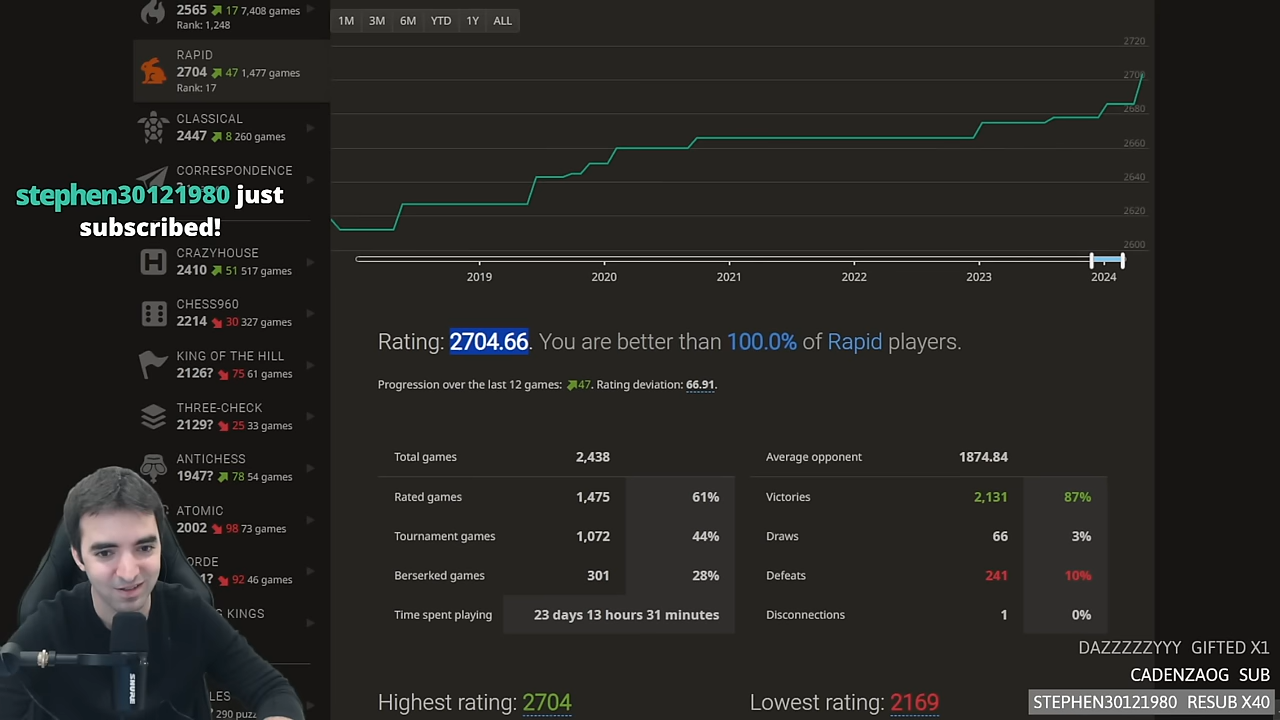 2565 17 7,408 games
Rank: 1,248
RAPID
2704 47 1,477 games
Rank: 17
CLASSICAL
2447 8 260 games
CORRESPONDENCE
stephen30121980 just
subscribed!
CRAZYHOUSE
2410 51 517 games
CHESS960
2214 30 327 games
KING OF THE HILL
2126? 75 61 games
THREE-CHECK
2129? 25 33 games
ANTICHESS
1947? 78 54 games
ATOMIC
2002 98 73 games
ORDE
1? 92 46 games
G KINGS
LES
290 puz
1M 3M 6M YTD 1Y ALL
2720
2700
2680
2660
2640
2620
2600
2019 2020 2021 2022 2023 2024
Rating: 2704.66. You are better than 100.0% of Rapid players.
Progression over the last 12 games: 47. Rating deviation: 66.91.
Total games 2,438
Rated games 1,475 61%
Tournament games 1,072 44%
Berserked games 301 28%
Time spent playing 23 days 13 hours 31 minutes
Average opponent 1874.84
Victories 2,131 87%
Draws 66 3%
Defeats 241 10%
Disconnections 1 0%
Highest rating: 2704 Lowest rating: 2169
DAZZZZZYYY GIFTED X1
CADENZAOG SUB
STEPHEN30121980 RESUB X40
SHURE